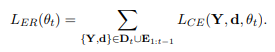 L_{ER}(θ_t) = ∑_{{Y,d}∈D_t∪E_{1:t−1}} L_{CE}(Y, d, θ_t).